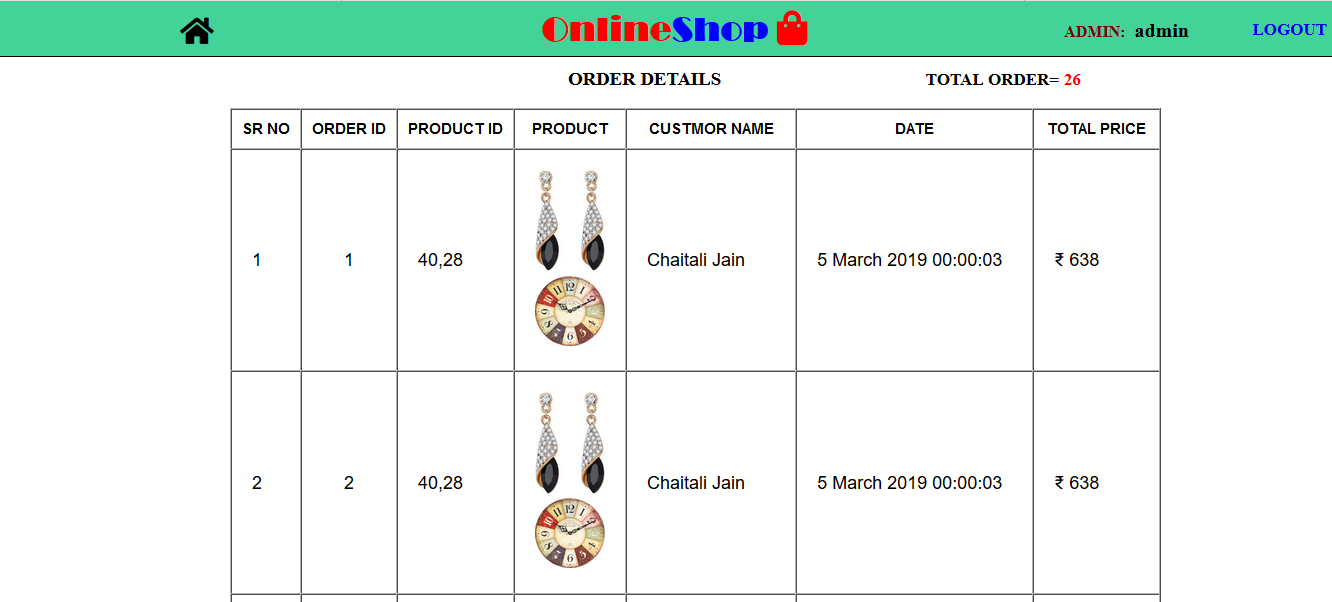 OnlineShop ADMIN: admin LOGOUT
ORDER DETAILS TOTAL ORDER= 26
SR NO ORDER ID PRODUCT ID PRODUCT CUSTMOR NAME DATE TOTAL PRICE
1 1 40,28 Chaitali Jain 5 March 2019 00:00:03 ₹ 638
2 2 40,28 Chaitali Jain 5 March 2019 00:00:03 ₹ 638